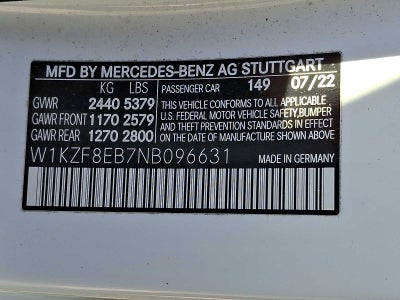 MFD BY MERCEDES-BENZ AG STUTTGART
KG LBS PASSENGER CAR 149 07/22
GVWR 2440 5379 THIS VEHICLE CONFORMS TO ALL APPLICABLE
GAWR FRONT 1170 2579 U.S. FEDERAL MOTOR VEHICLE SAFETY,BUMPER
AND THEFT PREVENTION STANDARDS IN EFFECT
GAWR REAR 1270 2800 ON THE DATE OF MANUFACTURE SHOWN ABOVE.
W1KZF8EB7NB096631 MADE IN GERMANY